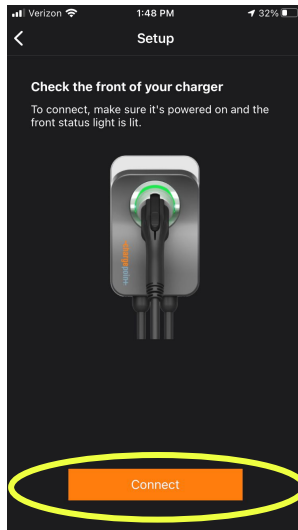 Verizon 1:48 PM 32%
Setup
Check the front of your charger
To connect, make sure it's powered on and the
front status light is lit.
-chargepoin+
Connect